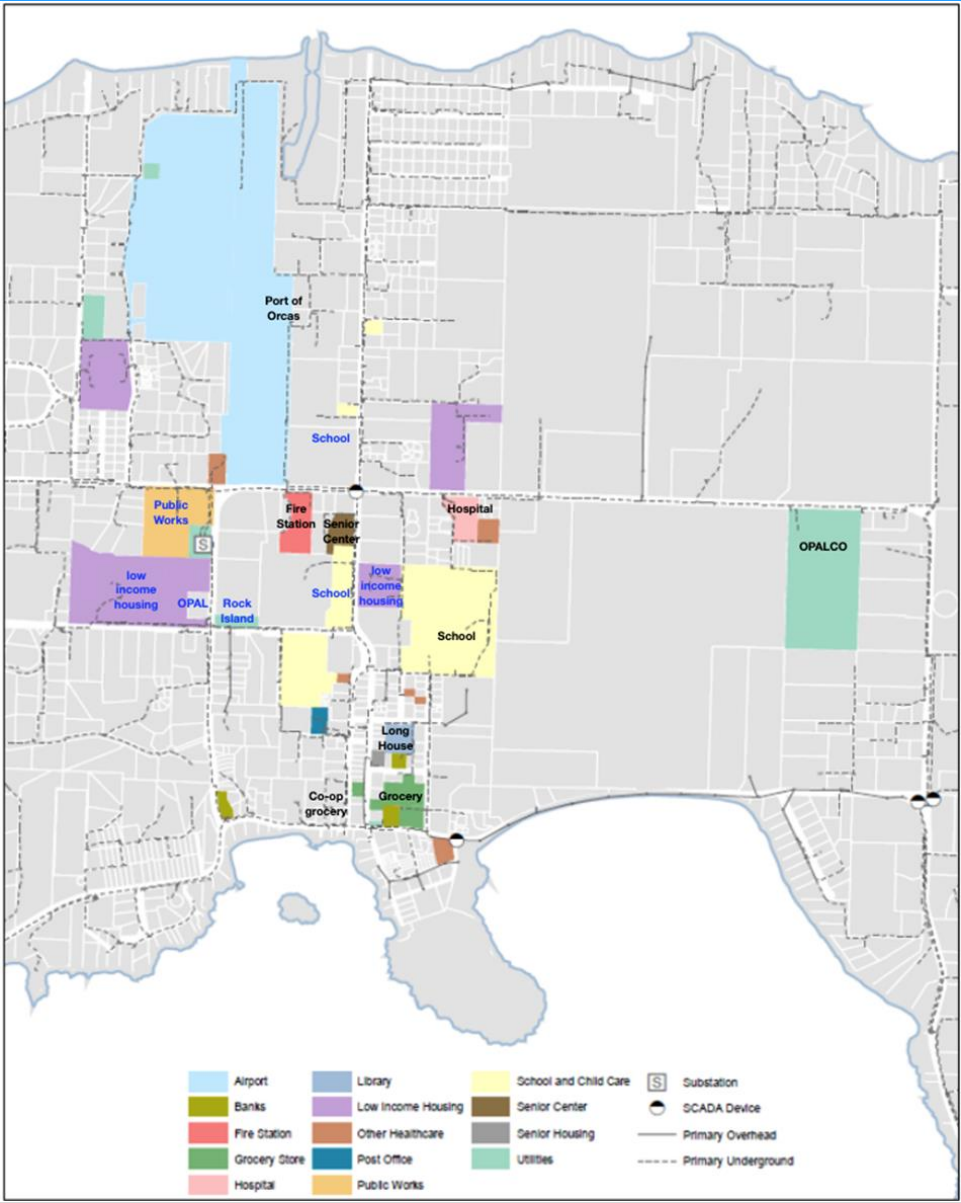 Port of
Orcas
School
Public
Works
Fire
Station
Senior
Center
Hospital
S
OPALCO
low
income
housing
OPAL
Rock
Island
School
low
income
housing
School
Long
House
Co-op
grocery
Grocery
Airport
Banks
Fire Station
Grocery Store
Hospital
Library
Low Income Housing
Other Healthcare
Post Office
Public Works
School and Child Care
Senior Center
Senior Housing
Utilities
S Substation
SCADA Device
Primary Overhead
Primary Underground